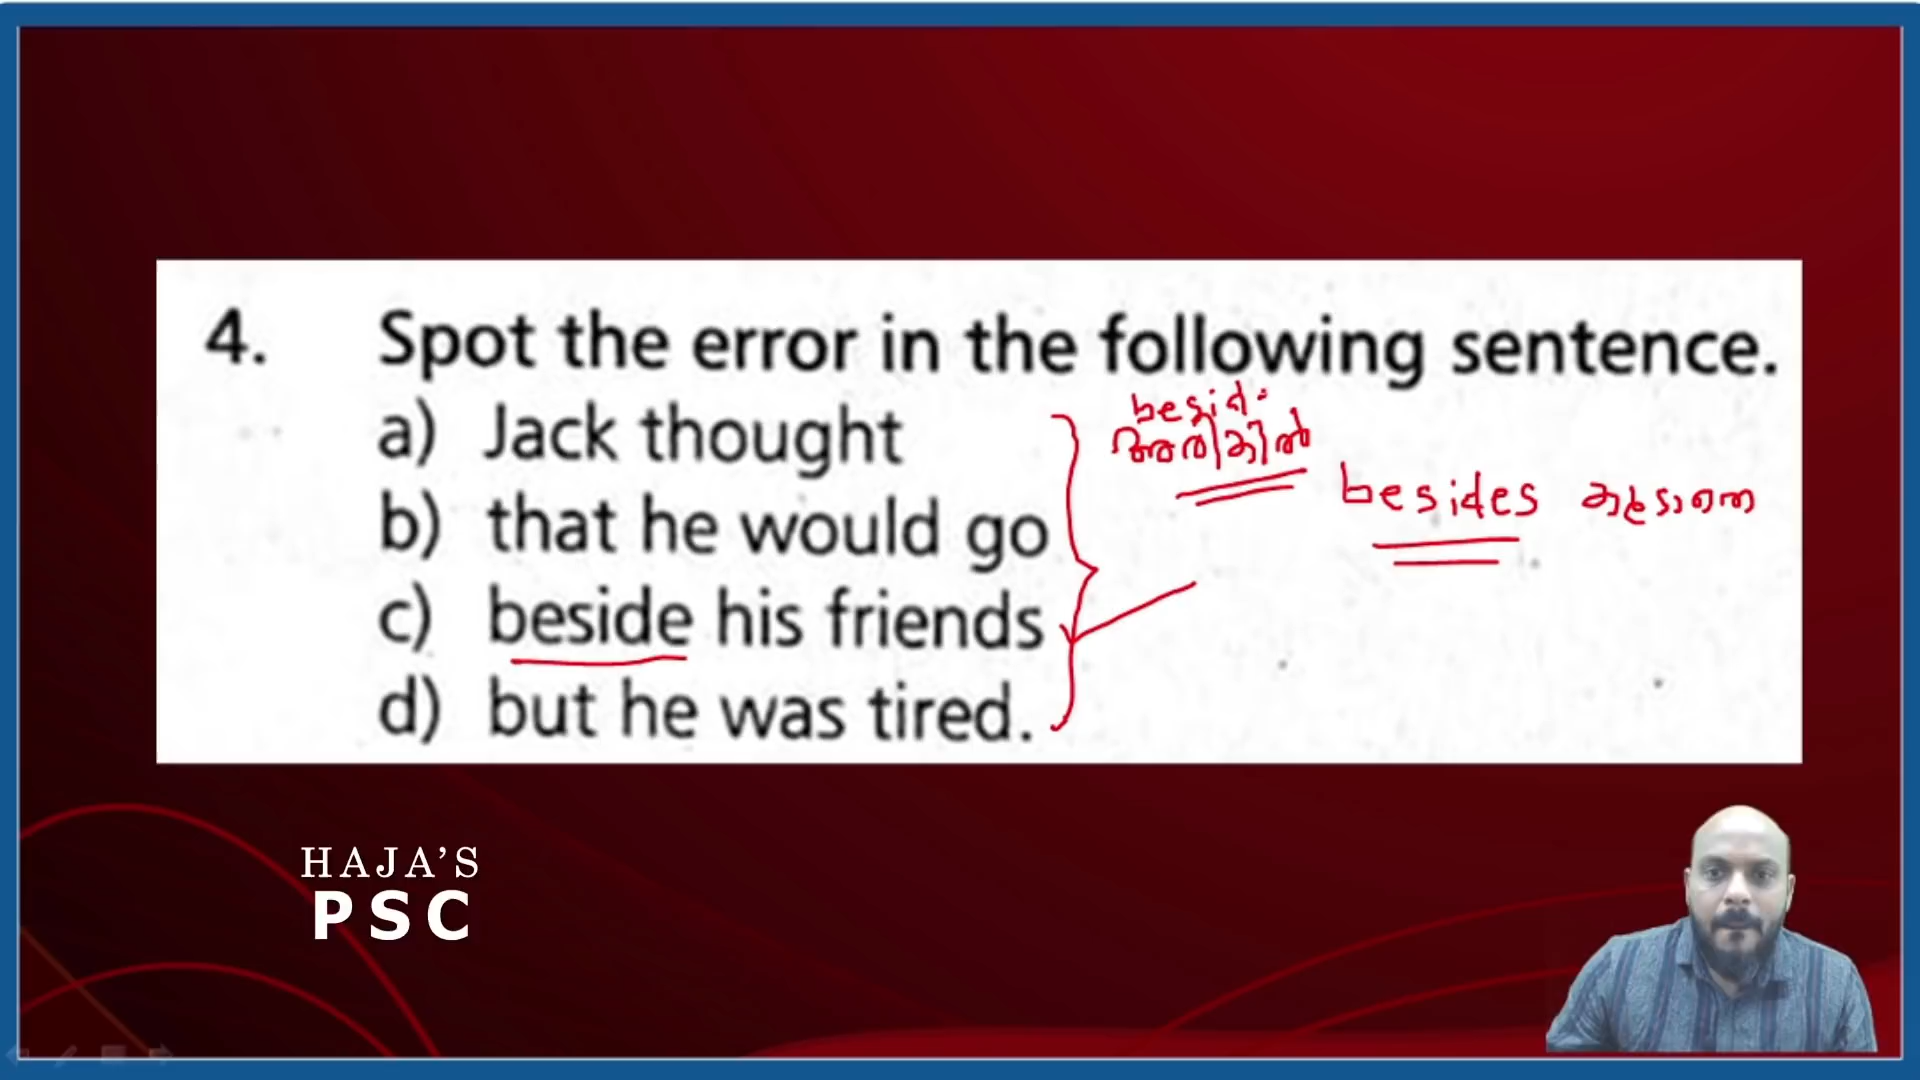 4. Spot the error in the following sentence.
a) Jack thought
beside
അരികിൽ
b) that he would go
besides കൂടാതെ
c) beside his friends
d) but he was tired.
HAJA'S
PSC